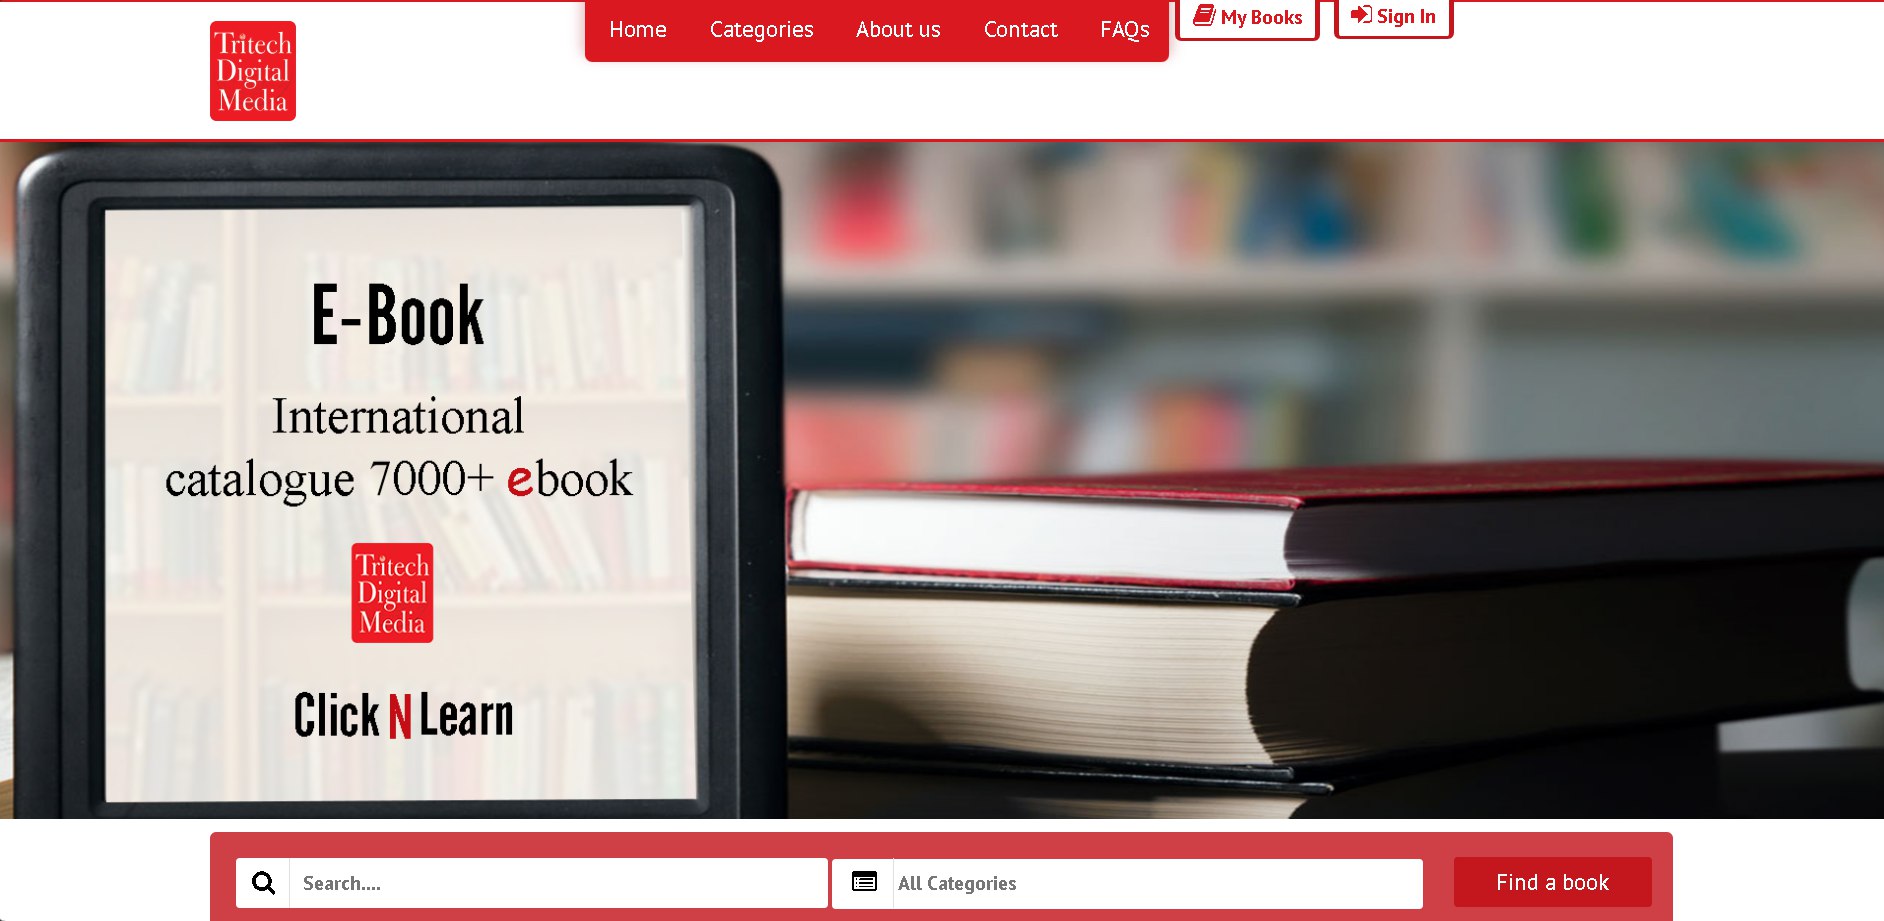 Tritech
Digital
Media
Home
Categories
About us
Contact
FAQs
My Books
Sign In
E-Book
International
catalogue 7000+ ebook
Tritech
Digital
Media
Click N Learn
Search....
All Categories
Find a book